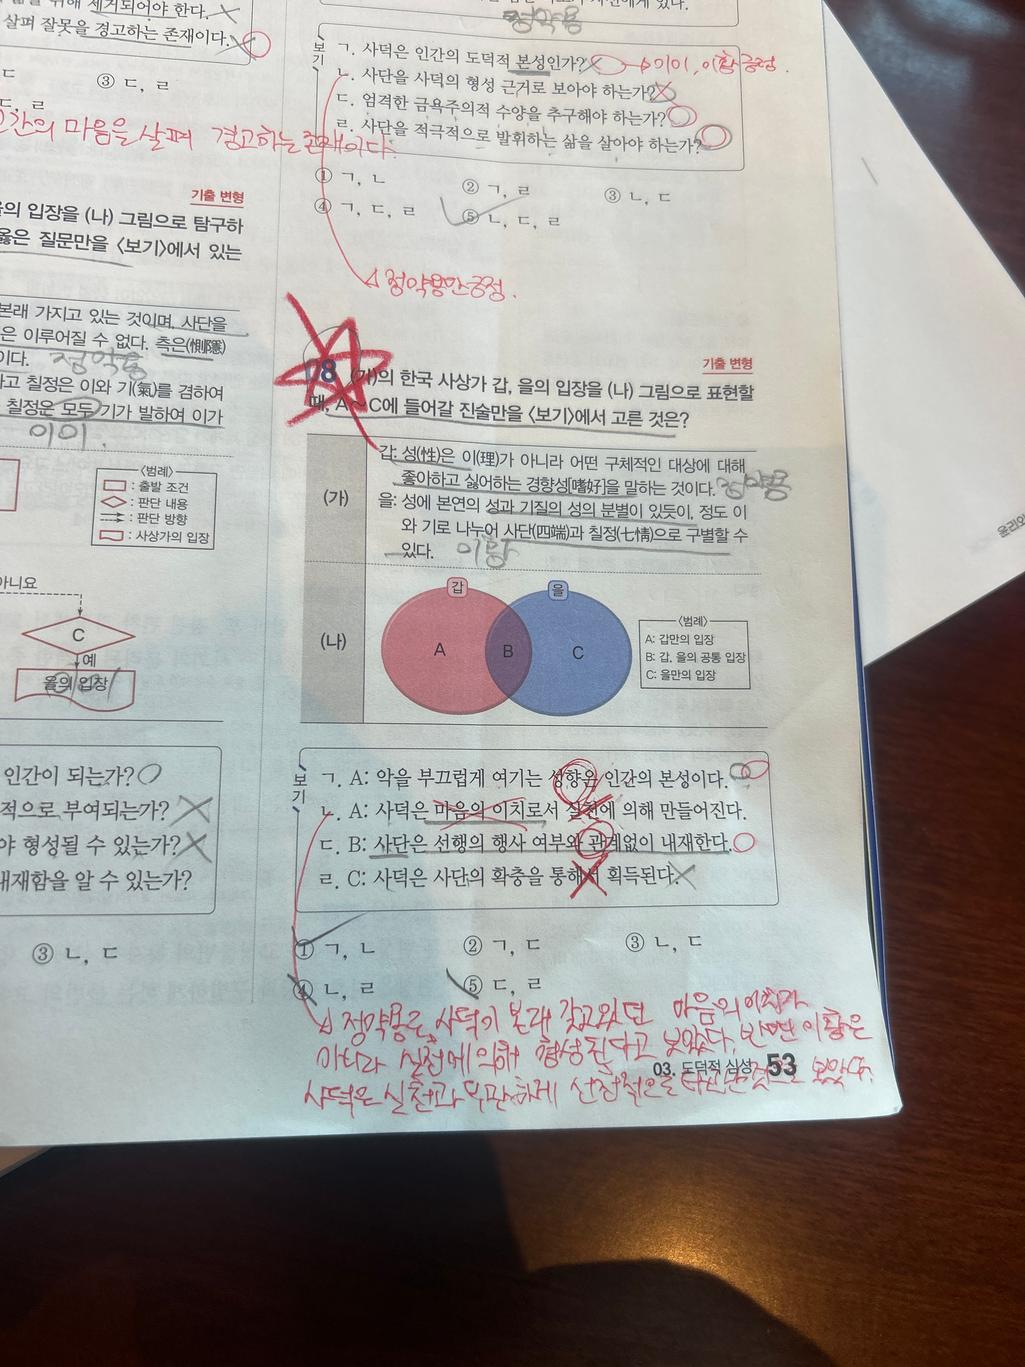 제거되어야 한다.
살펴 잘못을 경고하는 존재이다.
③ ㄷ, ㄹ
ㄷ, ㄹ
마음을 살펴 경고하는 존재이다.
기출 변형
을의 입장을 (나) 그림으로 탐구하
옳은 질문만을 <보기>에서 있는
본래 가지고 있는 것이며, 사단을
은 이루어질 수 없다. 측은(惻隱)
이다. 정약용
고 칠정은 이와 기(氣)를 겸하여
칠정은 모두 기가 발하여 이가
이이.
<범례>
: 출발 조건
: 판단 내용
: 판단 방향
: 사상가의 입장
아니요
C
예
을의 입장
인간이 되는가?
적으로 부여되는가?
야 형성될 수 있는가?
내재함을 알 수 있는가?
③ ㄴ, ㄷ
정약용
보기
ㄱ. 사덕은 인간의 도덕적 본성인가? → 이이, 이황 긍정.
ㄴ. 사단을 사덕의 형성 근거로 보아야 하는가?
ㄷ. 엄격한 금욕주의적 수양을 추구해야 하는가?
ㄹ. 사단을 적극적으로 발휘하는 삶을 살아야 하는가?
① ㄱ, ㄴ ② ㄱ, ㄹ ③ ㄴ, ㄷ
④ ㄱ, ㄷ, ㄹ ⑤ ㄴ, ㄷ, ㄹ
정약용만 긍정.
기출 변형
8 (가)의 한국 사상가 갑, 을의 입장을 (나) 그림으로 표현할
때, A~C에 들어갈 진술만을 <보기>에서 고른 것은?
(가)
갑: 성(性)은 이(理)가 아니라 어떤 구체적인 대상에 대해
좋아하고 싫어하는 경향성[嗜好]을 말하는 것이다. 정약용
을: 성에 본연의 성과 기질의 성의 분별이 있듯이, 정도 이
와 기로 나누어 사단(四端)과 칠정(七情)으로 구별할 수
있다. 이황
(나)
갑 을
A B C
<범례>
A: 갑만의 입장
B: 갑, 을의 공통 입장
C: 을만의 입장
보기
ㄱ. A: 악을 부끄럽게 여기는 성향은 인간의 본성이다.
ㄴ. A: 사덕은 마음의 이치로서 실천에 의해 만들어진다.
ㄷ. B: 사단은 선행의 행사 여부와 관계없이 내재한다.
ㄹ. C: 사덕은 사단의 확충을 통해서 획득된다.
① ㄱ, ㄴ ② ㄱ, ㄷ ③ ㄴ, ㄷ
④ ㄴ, ㄹ ⑤ ㄷ, ㄹ
정약용은 사덕이 본래 갖고있던 마음의 이치가
아니라 실천에 의해 형성된다고 보았다. 반면 이황은
사덕은 실천과 무관하게 선천적으로 보았다.
03. 도덕적 심성 53